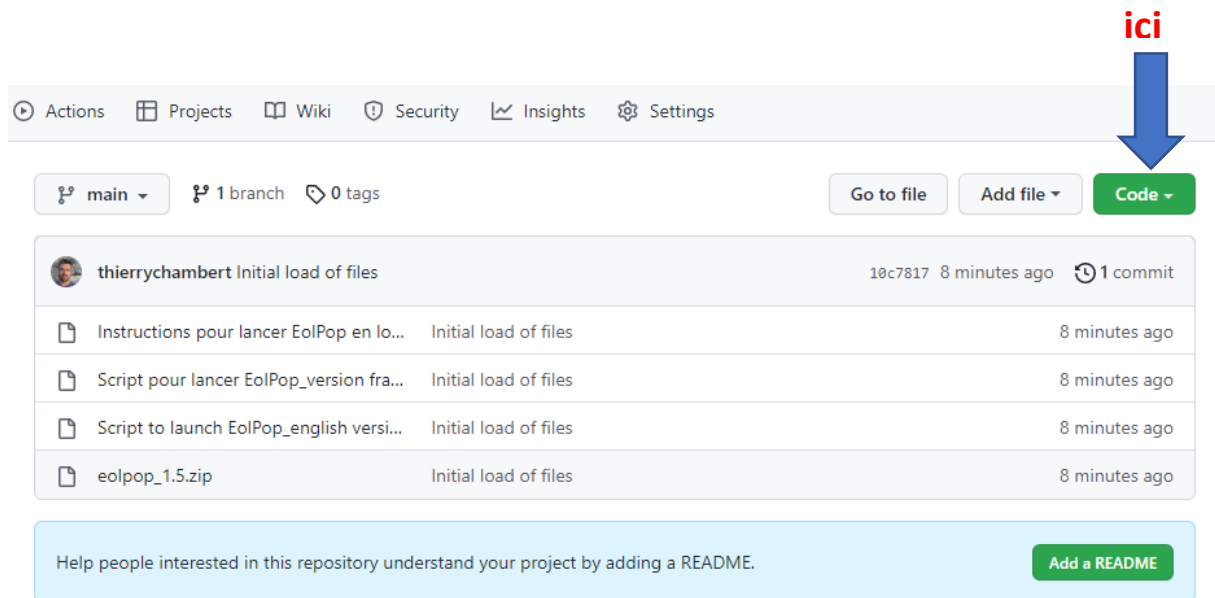 ici
Actions Projects Wiki Security Insights Settings
main 1 branch 0 tags Go to file Add file Code
thierrychambert Initial load of files 10c7817 8 minutes ago 1 commit
Instructions pour lancer EolPop en lo... Initial load of files 8 minutes ago
Script pour lancer EolPop_version fra... Initial load of files 8 minutes ago
Script to launch EolPop_english versi... Initial load of files 8 minutes ago
eolpop_1.5.zip Initial load of files 8 minutes ago
Help people interested in this repository understand your project by adding a README. Add a README